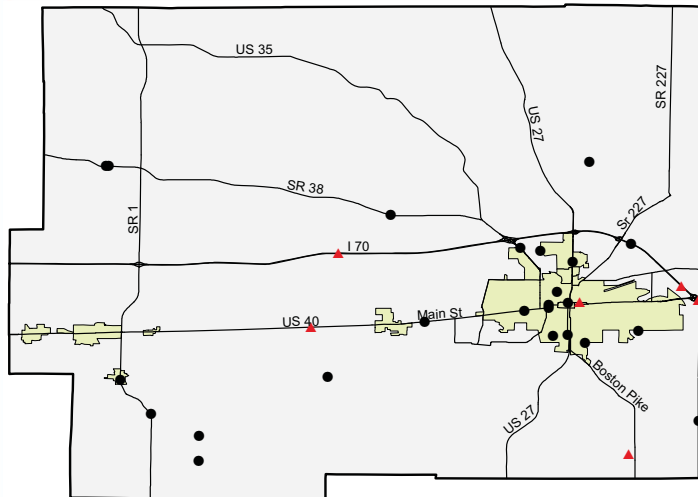 US 35
SR 227
US 27
SR 38
SR 1
Sr 227
I 70
Main St
US 40
Boston Pike
US 27